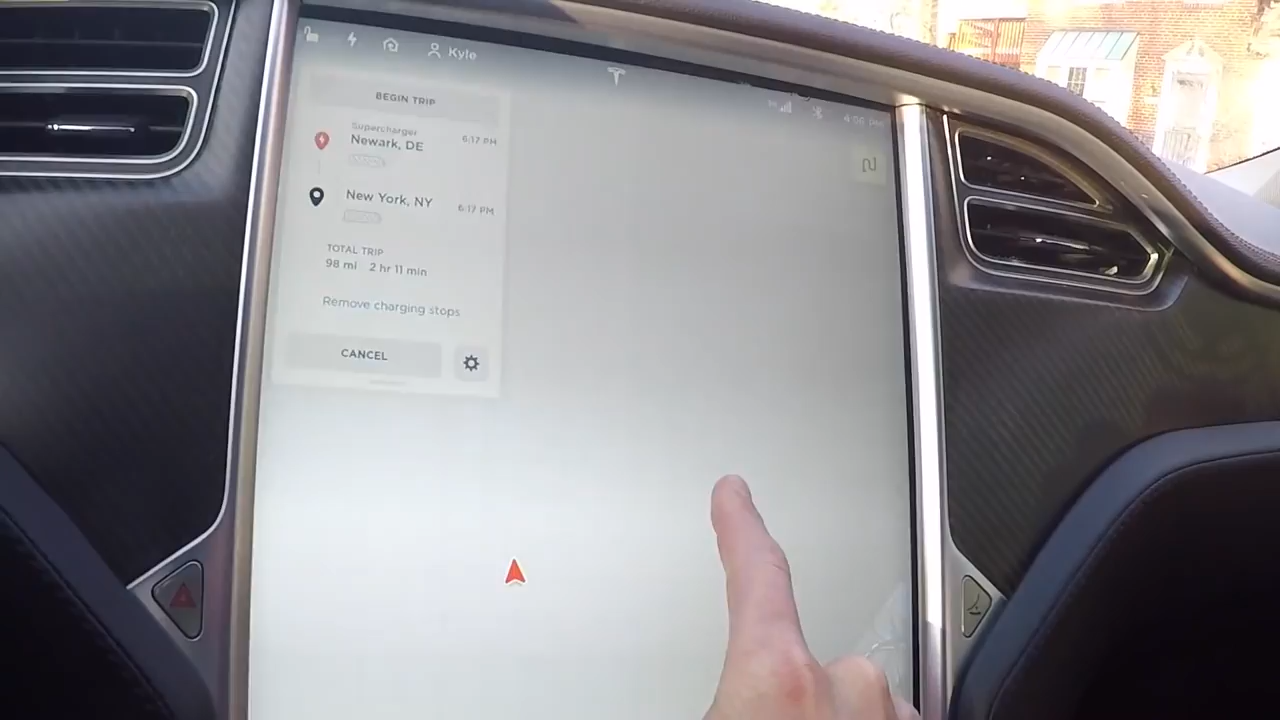 Kyle
BEGIN TRIP
Supercharger
Newark, DE
6:17 PM
New York, NY
6:17 PM
TOTAL TRIP
98 mi 2 hr 11 min
Remove charging stops
CANCEL